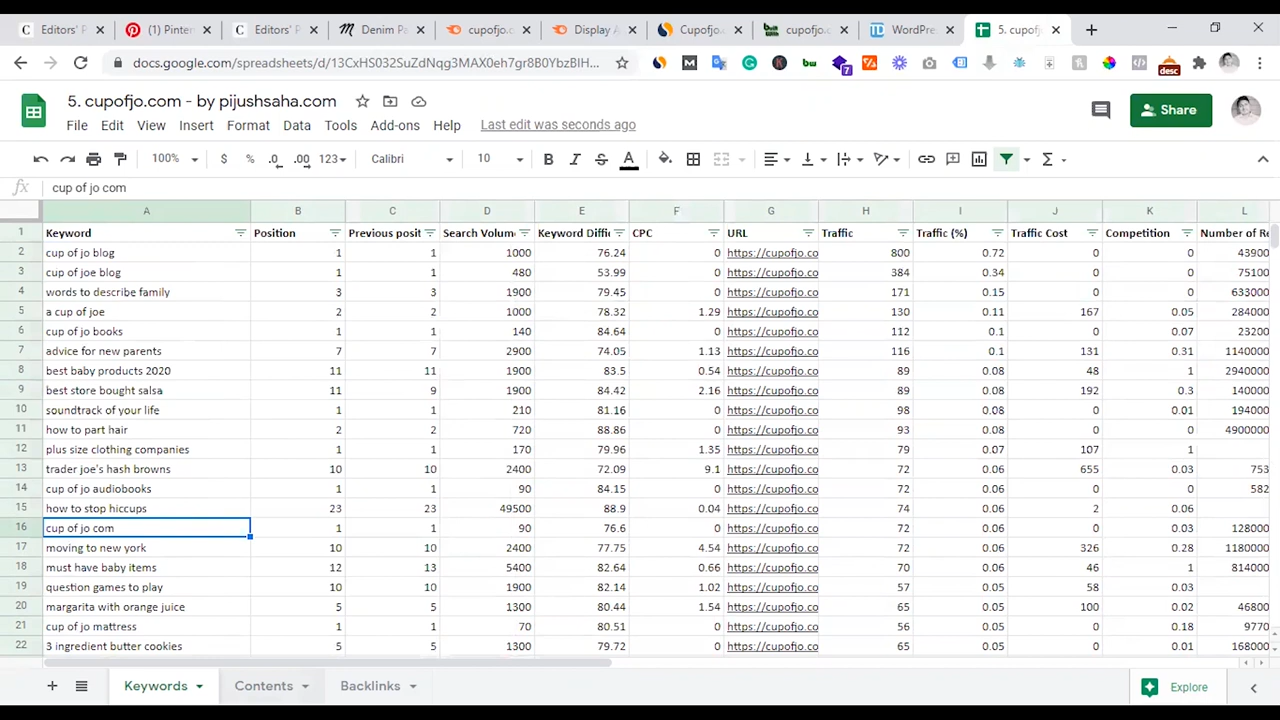 Editors' P
Pinter
Editor' P
Denim Pa
cupofjo.co
Display A
Cupofjo.c
cupofjo.co
WordPre
5. cupofj
docs.google.com/spreadsheets/d/13CxHS032SuZdNqg3MAX0eh7gr8B0YbzBIH...
5. cupofjo.com - by pijushsaha.com
File Edit View Insert Format Data Tools Add-ons Help Last edit was seconds ago
Share
100% $ % .0 .00 123 Calibri 10 B I S A
fx cup of jo com
A B C D E F G H I J K L
1 Keyword Position Previous posit Search Volum Keyword Diffi CPC URL Traffic Traffic (%) Traffic Cost Competition Number of Re
2 cup of jo blog 1 1 1000 76.24 0 https://cupofjo.co 800 0.72 0 0 43900
3 cup of joe blog 1 1 480 53.99 0 https://cupofjo.co 384 0.34 0 0 75100
4 words to describe family 3 3 1900 79.45 0 https://cupofjo.co 171 0.15 0 0 633000
5 a cup of joe 2 2 1000 78.32 1.29 https://cupofjo.co 130 0.11 167 0.05 284000
6 cup of jo books 1 1 140 84.64 0 https://cupofjo.co 112 0.1 0 0.07 23200
7 advice for new parents 7 7 2900 74.05 1.13 https://cupofjo.co 116 0.1 131 0.31 1140000
8 best baby products 2020 11 11 1900 83.5 0.54 https://cupofjo.co 89 0.08 48 1 2940000
9 best store bought salsa 11 9 1900 84.42 2.16 https://cupofjo.co 89 0.08 192 0.3 140000
10 soundtrack of your life 1 1 210 81.16 0 https://cupofjo.co 98 0.08 0 0.01 194000
11 how to part hair 2 2 720 88.86 0 https://cupofjo.co 93 0.08 0 0 4900000
12 plus size clothing companies 1 1 170 79.96 1.35 https://cupofjo.co 79 0.07 107 1
13 trader joe's hash browns 10 10 2400 72.09 9.1 https://cupofjo.co 72 0.06 655 0.03 753
14 cup of jo audiobooks 1 1 90 84.15 0 https://cupofjo.co 72 0.06 0 0 582
15 how to stop hiccups 23 23 49500 88.9 0.04 https://cupofjo.co 74 0.06 2 0.06
16 cup of jo com 1 1 90 76.6 0 https://cupofjo.co 72 0.06 0 0.03 128000
17 moving to new york 10 10 2400 77.75 4.54 https://cupofjo.co 72 0.06 326 0.28 1180000
18 must have baby items 12 13 5400 82.64 0.66 https://cupofjo.co 70 0.06 46 1 814000
19 question games to play 10 10 1900 82.14 1.02 https://cupofjo.co 57 0.05 58 0.03
20 margarita with orange juice 5 5 1300 80.44 1.54 https://cupofjo.co 65 0.05 100 0.02 46800
21 cup of jo mattress 1 1 70 80.51 0 https://cupofjo.co 56 0.05 0 0.18 9770
22 3 ingredient butter cookies 5 5 1300 79.72 0 https://cupofjo.co 65 0.05 0 0.01 168000
Keywords Contents Backlinks Explore